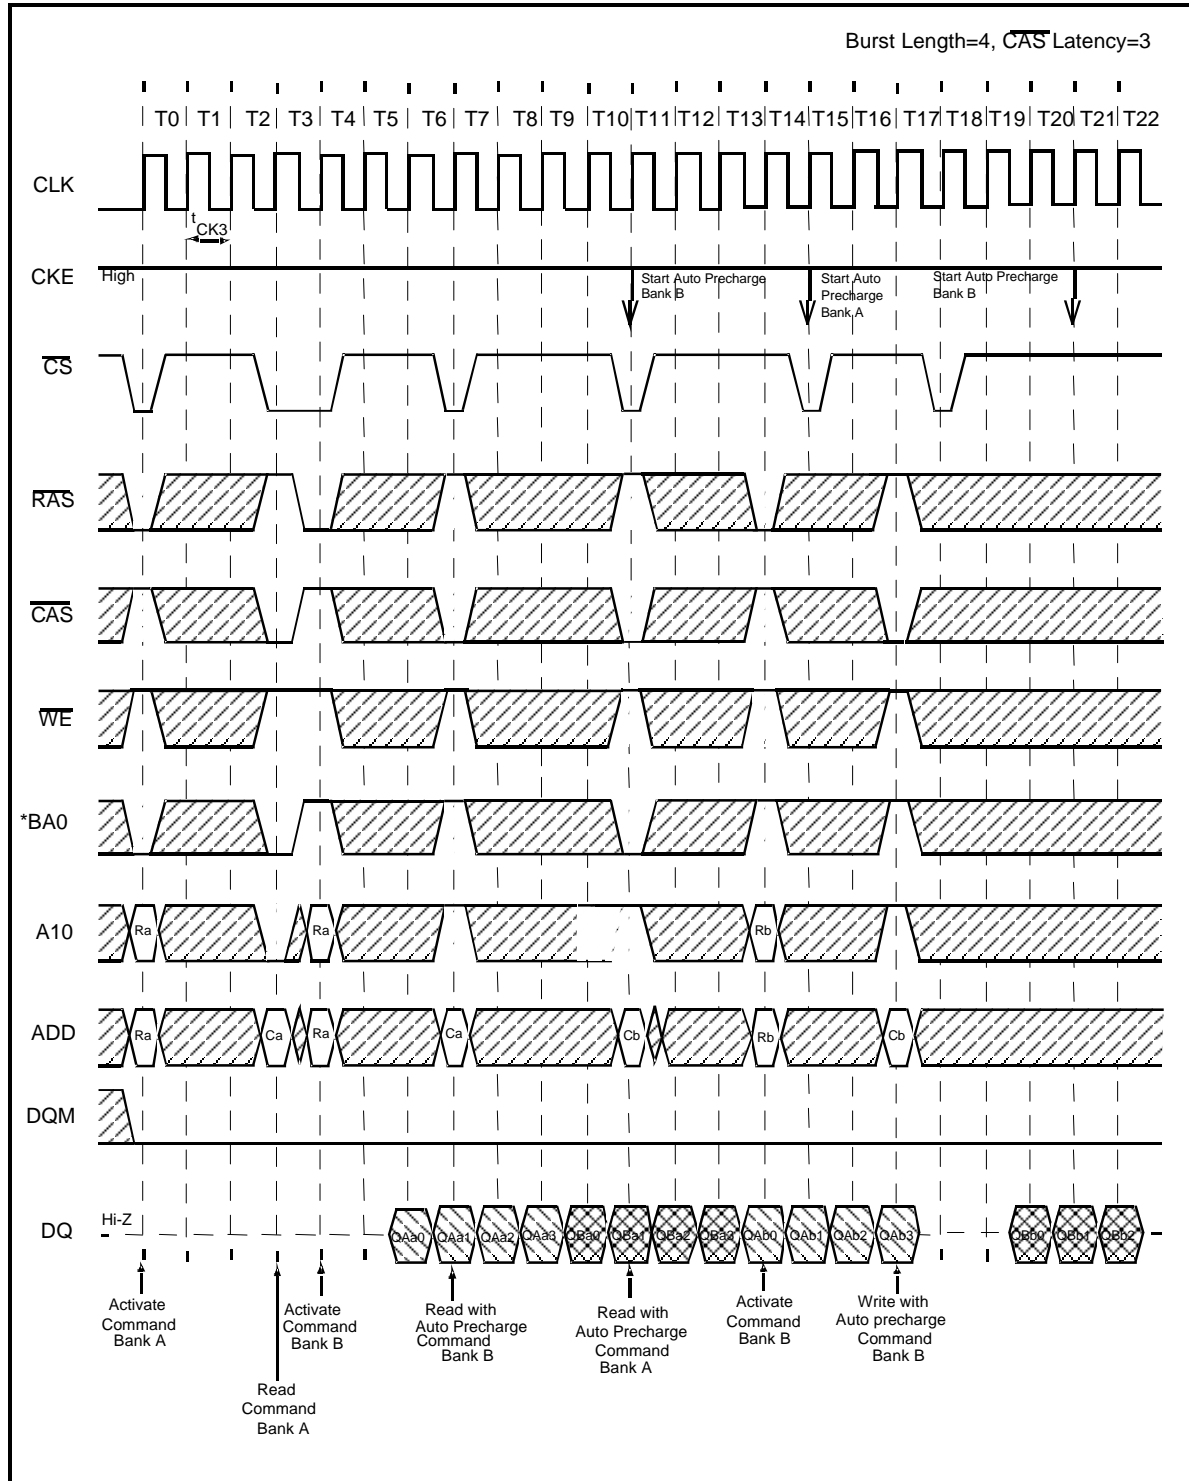 Burst Length=4, CAS Latency=3
T0 T1 T2 T3 T4 T5 T6 T7 T8 T9 T10 T11 T12 T13 T14 T15 T16 T17 T18 T19 T20 T21 T22
CLK
tCK3
CKE
High
Start Auto Precharge
Bank B
Start Auto
Precharge
Bank A
Start Auto Precharge
Bank B
CS
RAS
CAS
WE
*BA0
A10
Ra Ra Rb
ADD
Ra Ca Ra Ca Cb Rb Cb
DQM
DQ
Hi-Z
QAa0 QAa1 QAa2 QAa3 QBa0 QBa1 QBa2 QBa3 QAb0 QAb1 QAb2 QAb3 QBb0 QBb1 QBb2
Activate
Command
Bank A
Read
Command
Bank A
Activate
Command
Bank B
Read with
Auto Precharge
Command
Bank B
Read with
Auto Precharge
Command
Bank A
Activate
Command
Bank B
Write with
Auto precharge
Command
Bank B